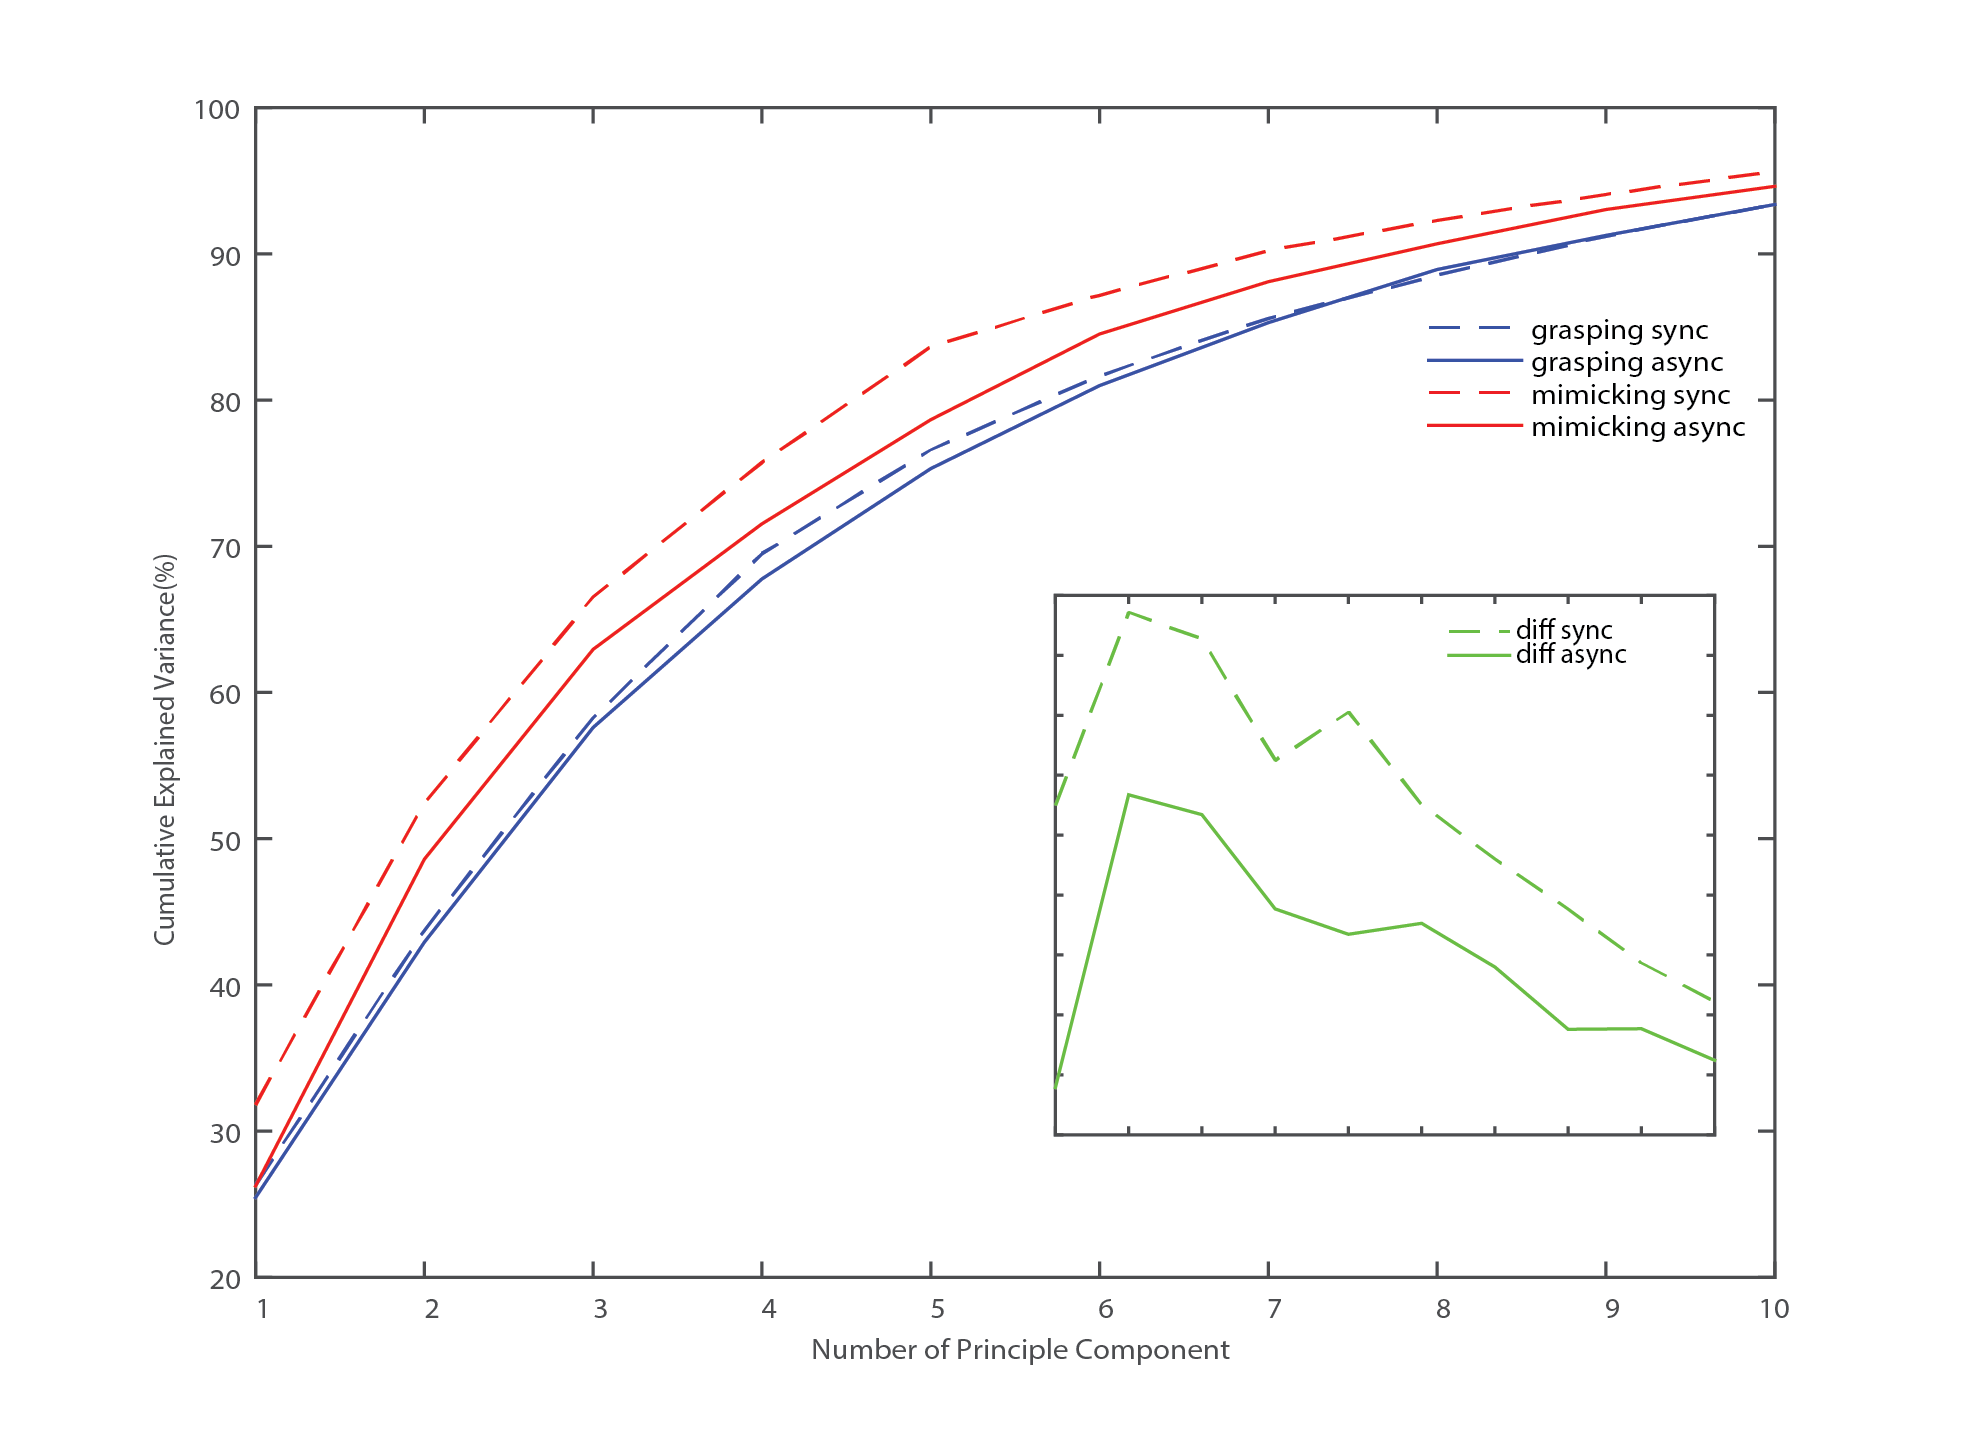 100
90
80
70
60
50
40
30
20
Cumulative Explained Variance(%)
grasping sync
grasping async
mimicking sync
mimicking async
diff sync
diff async
1 2 3 4 5 6 7 8 9 10
Number of Principle Component